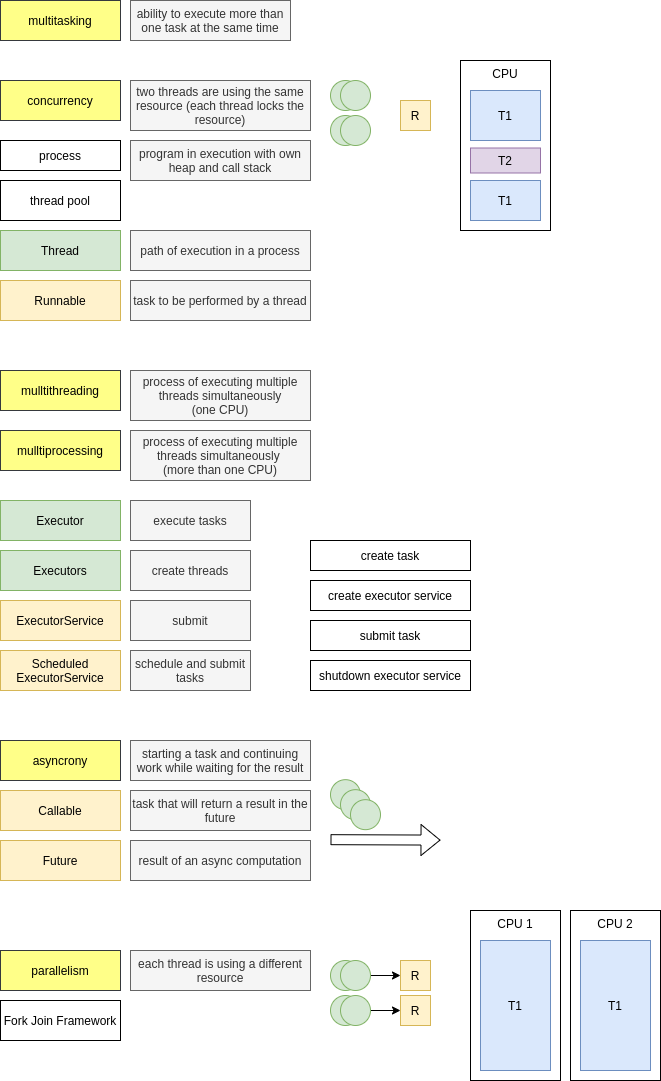 multitasking
ability to execute more than
one task at the same time
concurrency
two threads are using the same
resource (each thread locks the
resource)
R
CPU
T1
T2
T1
process
program in execution with own
heap and call stack
thread pool
Thread
path of execution in a process
Runnable
task to be performed by a thread
mulltithreading
process of executing multiple
threads simultaneously
(one CPU)
mulltiprocessing
process of executing multiple
threads simultaneously
(more than one CPU)
Executor
execute tasks
Executors
create threads
ExecutorService
submit
Scheduled
ExecutorService
schedule and submit
tasks
create task
create executor service
submit task
shutdown executor service
asyncrony
starting a task and continuing
work while waiting for the result
Callable
task that will return a result in the
future
Future
result of an async computation
parallelism
each thread is using a different
resource
Fork Join Framework
R
R
CPU 1
T1
CPU 2
T1